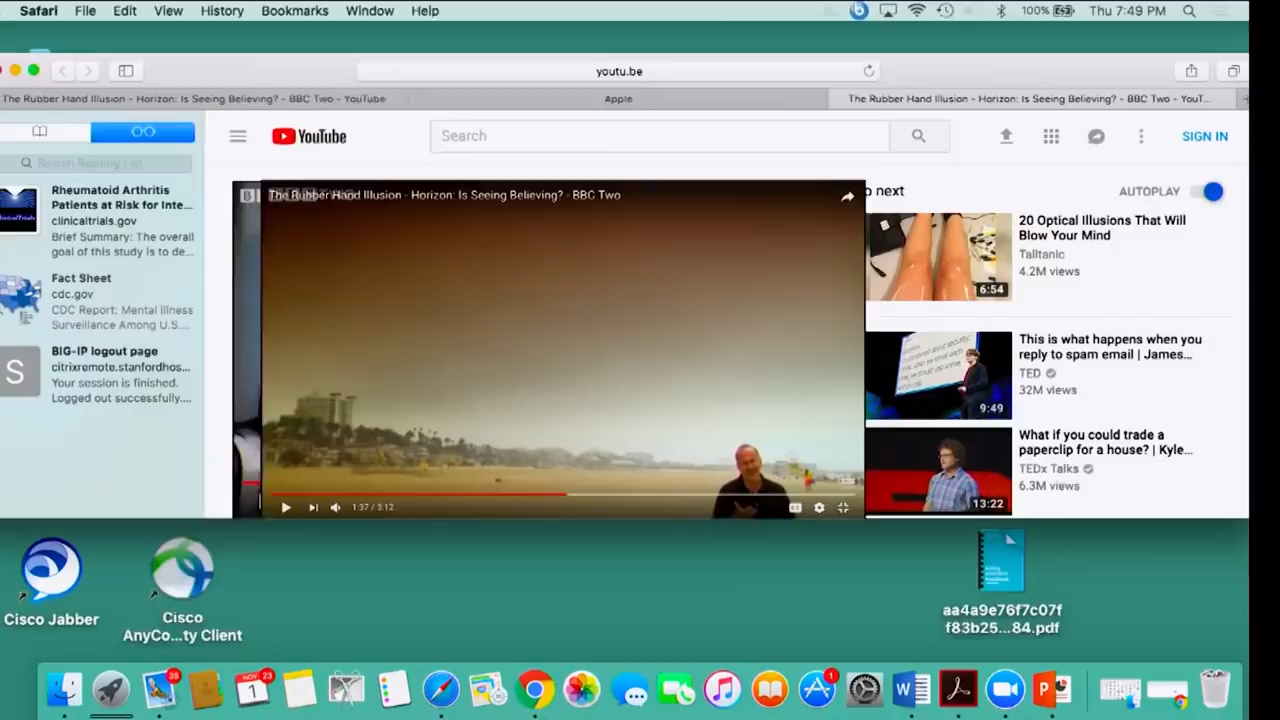 Safari File Edit View History Bookmarks Window Help 100% Thu 7:49 PM
youtu.be
The Rubber Hand Illusion - Horizon: Is Seeing Believing? - BBC Two - YouTube Apple The Rubber Hand Illusion - Horizon: Is Seeing Believing? - BBC Two - YouT...
YouTube Search SIGN IN
Search Reading List
Rheumatoid Arthritis
Patients at Risk for Inte...
clinicaltrials.gov
Brief Summary: The overall
goal of this study is to de...
Fact Sheet
cdc.gov
CDC Report: Mental Illness
Surveillance Among U.S....
S
BIG-IP logout page
citrixremote.stanfordhos...
Your session is finished.
Logged out successfully....
The Rubber Hand Illusion - Horizon: Is Seeing Believing? - BBC Two
1:37 / 3:12
next
AUTOPLAY
20 Optical Illusions That Will
Blow Your Mind
Talltanic
4.2M views
6:54
This is what happens when you
reply to spam email | James...
TED
32M views
9:49
What if you could trade a
paperclip for a house? | Kyle...
TEDx Talks
6.3M views
13:22
Cisco Jabber
Cisco
AnyCo...ty Client
aa4a9e76f7c07f
f83b25...84.pdf
35
NOV 23
1
1
W
P